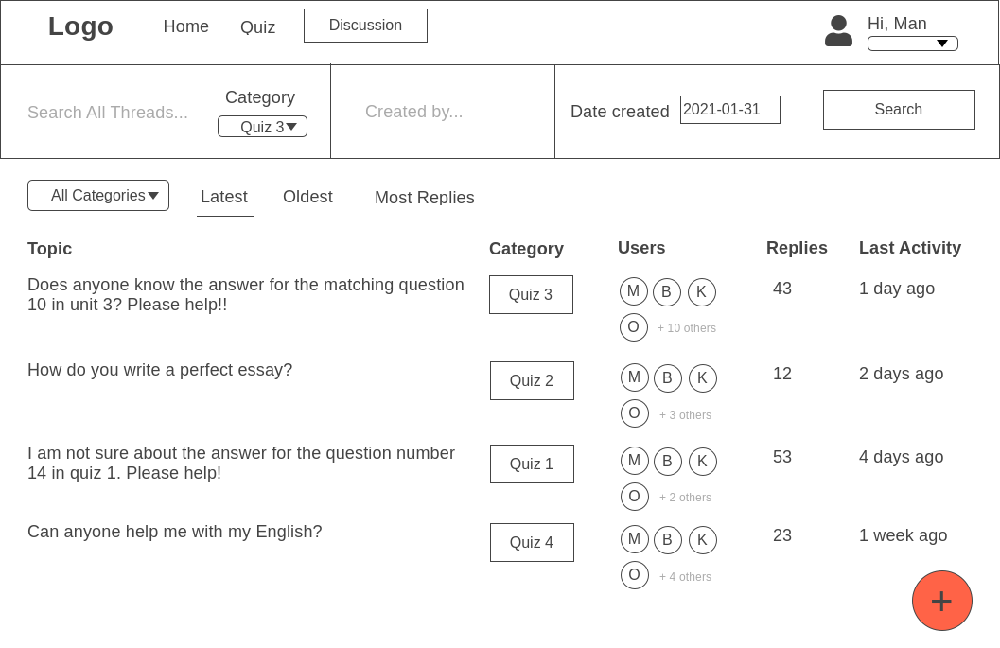 Logo
Home
Quiz
Discussion
Hi, Man
Search All Threads...
Category
Quiz 3
Created by...
Date created
2021-01-31
Search
All Categories
Latest
Oldest
Most Replies
Topic
Category
Users
Replies
Last Activity
Does anyone know the answer for the matching question
10 in unit 3? Please help!!
Quiz 3
M B K
O + 10 others
43
1 day ago
How do you write a perfect essay?
Quiz 2
M B K
O + 3 others
12
2 days ago
I am not sure about the answer for the question number
14 in quiz 1. Please help!
Quiz 1
M B K
O + 2 others
53
4 days ago
Can anyone help me with my English?
Quiz 4
M B K
O + 4 others
23
1 week ago
+